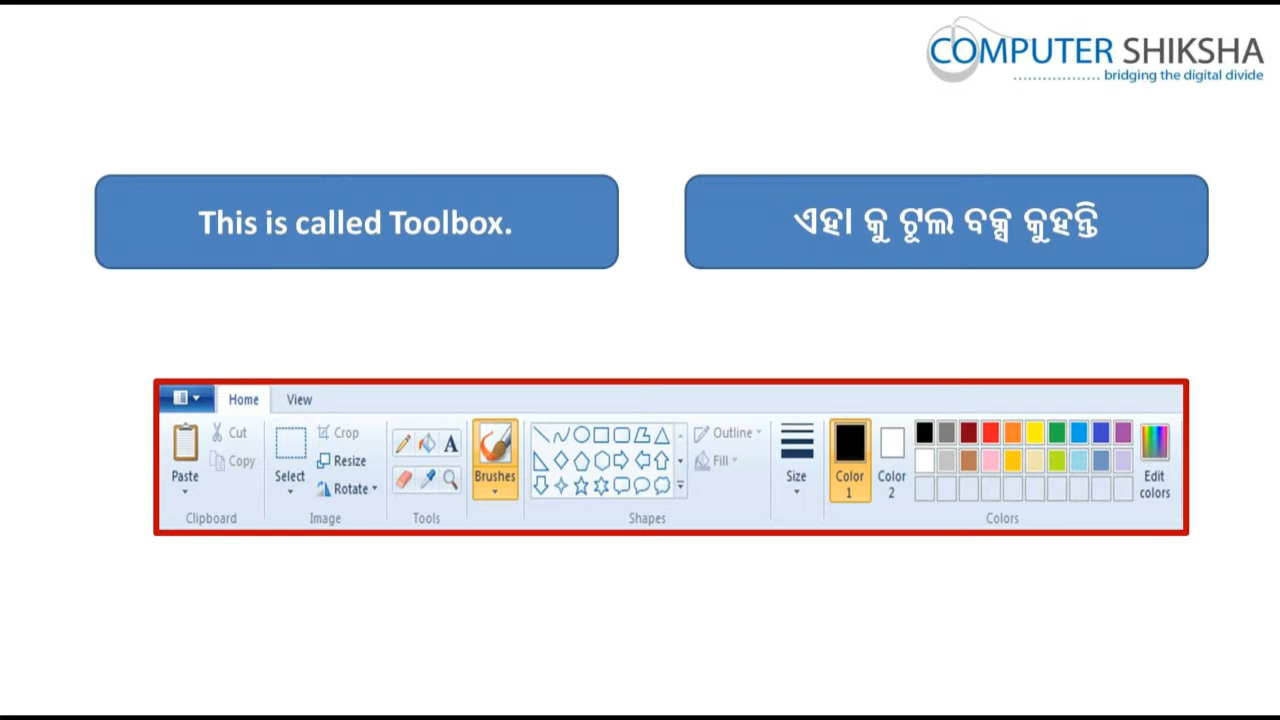 COMPUTER SHIKSHA
bridging the digital divide
This is called Toolbox.
ଏହା କୁ ଟୂଲ ବକ୍ସ କୁହନ୍ତି
Home View
Paste
Cut
Copy
Clipboard
Select
Crop
Resize
Rotate
Image
A
Tools
Brushes
Outline
Fill
Shapes
Size
Color
1
Color
2
Edit
colors
Colors